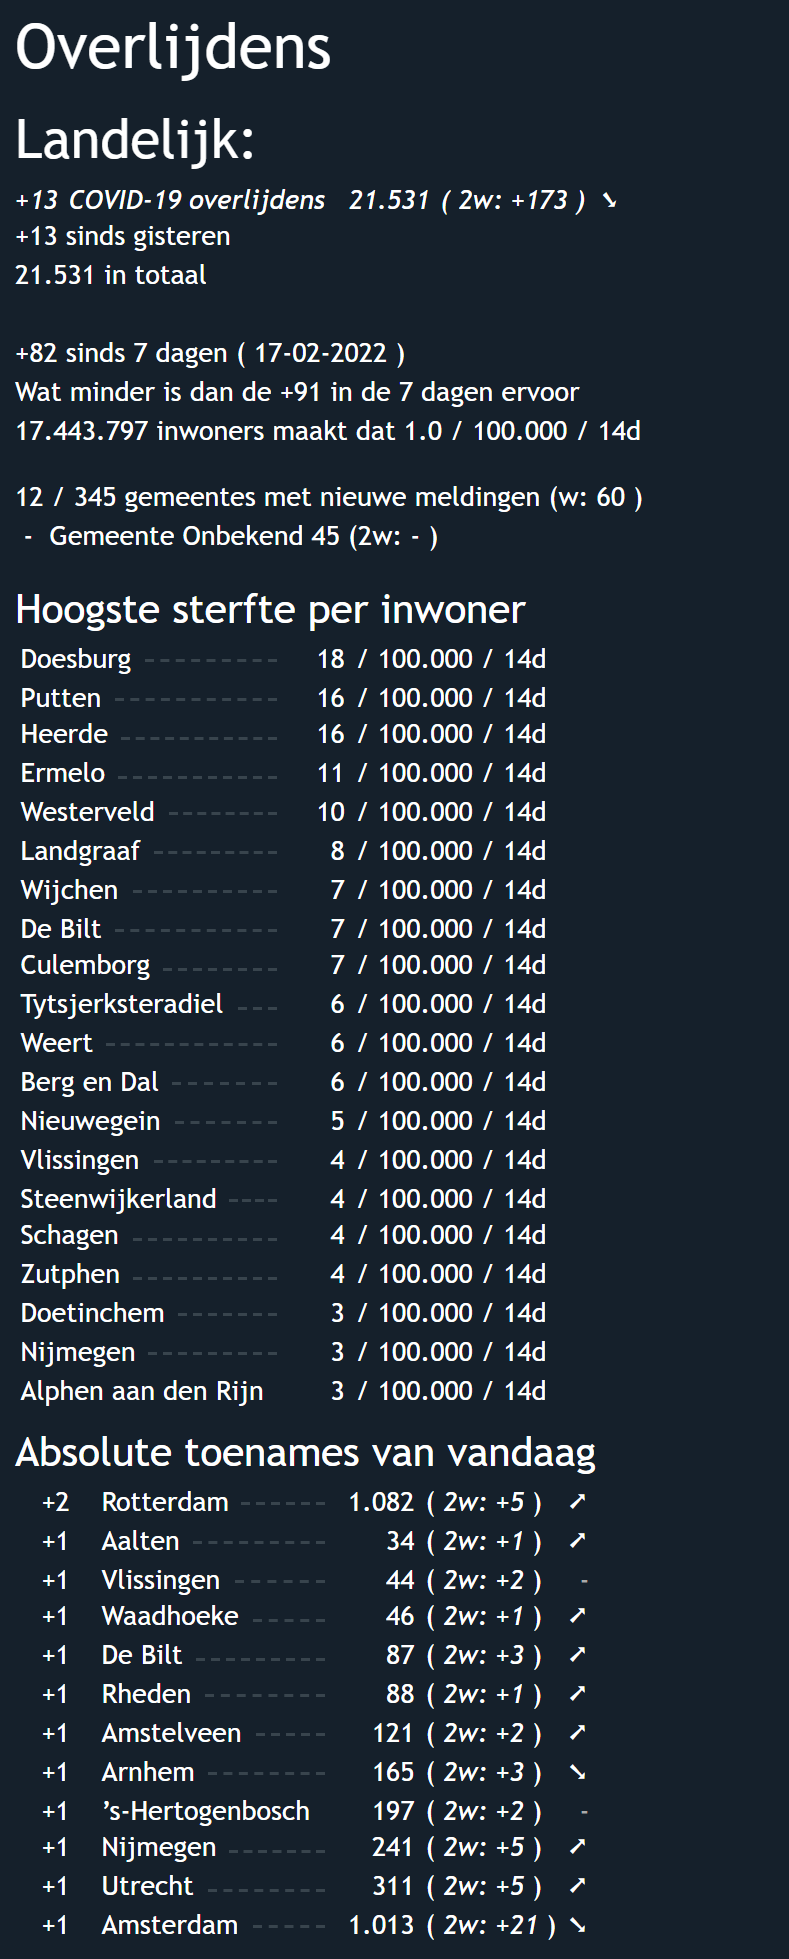 Overlijdens
Landelijk:
+13 COVID-19 overlijdens 21.531 ( 2w: +173 ) ➘
+13 sinds gisteren
21.531 in totaal
+82 sinds 7 dagen ( 17-02-2022 )
Wat minder is dan de +91 in de 7 dagen ervoor
17.443.797 inwoners maakt dat 1.0 / 100.000 / 14d
12 / 345 gemeentes met nieuwe meldingen (w: 60 )
- Gemeente Onbekend 45 (2w: - )
Hoogste sterfte per inwoner
Doesburg --------- 18 / 100.000 / 14d
Putten ----------- 16 / 100.000 / 14d
Heerde ----------- 16 / 100.000 / 14d
Ermelo ----------- 11 / 100.000 / 14d
Westerveld -------- 10 / 100.000 / 14d
Landgraaf --------- 8 / 100.000 / 14d
Wijchen ---------- 7 / 100.000 / 14d
De Bilt ----------- 7 / 100.000 / 14d
Culemborg -------- 7 / 100.000 / 14d
Tytsjerksteradiel --- 6 / 100.000 / 14d
Weert ------------ 6 / 100.000 / 14d
Berg en Dal ------- 6 / 100.000 / 14d
Nieuwegein ------- 5 / 100.000 / 14d
Vlissingen --------- 4 / 100.000 / 14d
Steenwijkerland ---- 4 / 100.000 / 14d
Schagen ---------- 4 / 100.000 / 14d
Zutphen ---------- 4 / 100.000 / 14d
Doetinchem ------- 3 / 100.000 / 14d
Nijmegen --------- 3 / 100.000 / 14d
Alphen aan den Rijn 3 / 100.000 / 14d
Absolute toenames van vandaag
+2 Rotterdam ------ 1.082 ( 2w: +5 ) ➚
+1 Aalten --------- 34 ( 2w: +1 ) ➚
+1 Vlissingen ------ 44 ( 2w: +2 ) -
+1 Waadhoeke ----- 46 ( 2w: +1 ) ➚
+1 De Bilt --------- 87 ( 2w: +3 ) ➚
+1 Rheden -------- 88 ( 2w: +1 ) ➚
+1 Amstelveen ----- 121 ( 2w: +2 ) ➚
+1 Arnhem -------- 165 ( 2w: +3 ) ➘
+1 ’s-Hertogenbosch 197 ( 2w: +2 ) -
+1 Nijmegen ------- 241 ( 2w: +5 ) ➚
+1 Utrecht -------- 311 ( 2w: +5 ) ➚
+1 Amsterdam ----- 1.013 ( 2w: +21 ) ➘